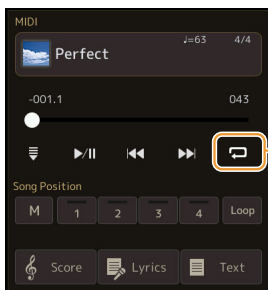 MIDI
♩=63 4/4
Perfect
-001.1 043
Song Position
M 1 2 3 4 Loop
Score Lyrics Text